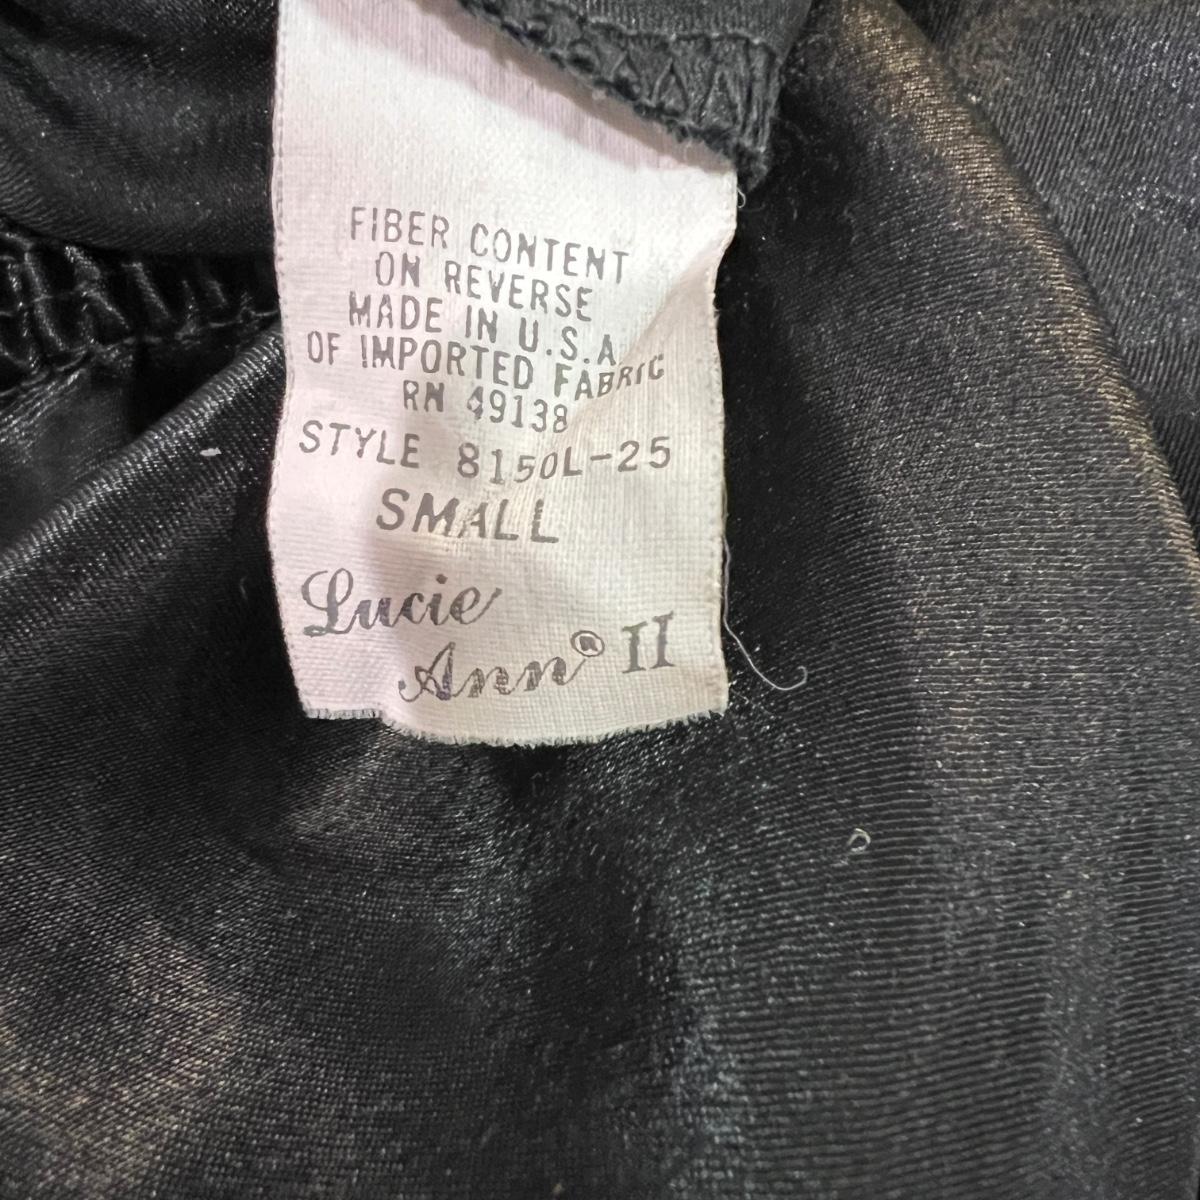 FIBER CONTENT
ON REVERSE
MADE IN U.S.A.
OF IMPORTED FABRIC
RN 49138
STYLE 8150L-25
SMALL
Lucie
Ann® II